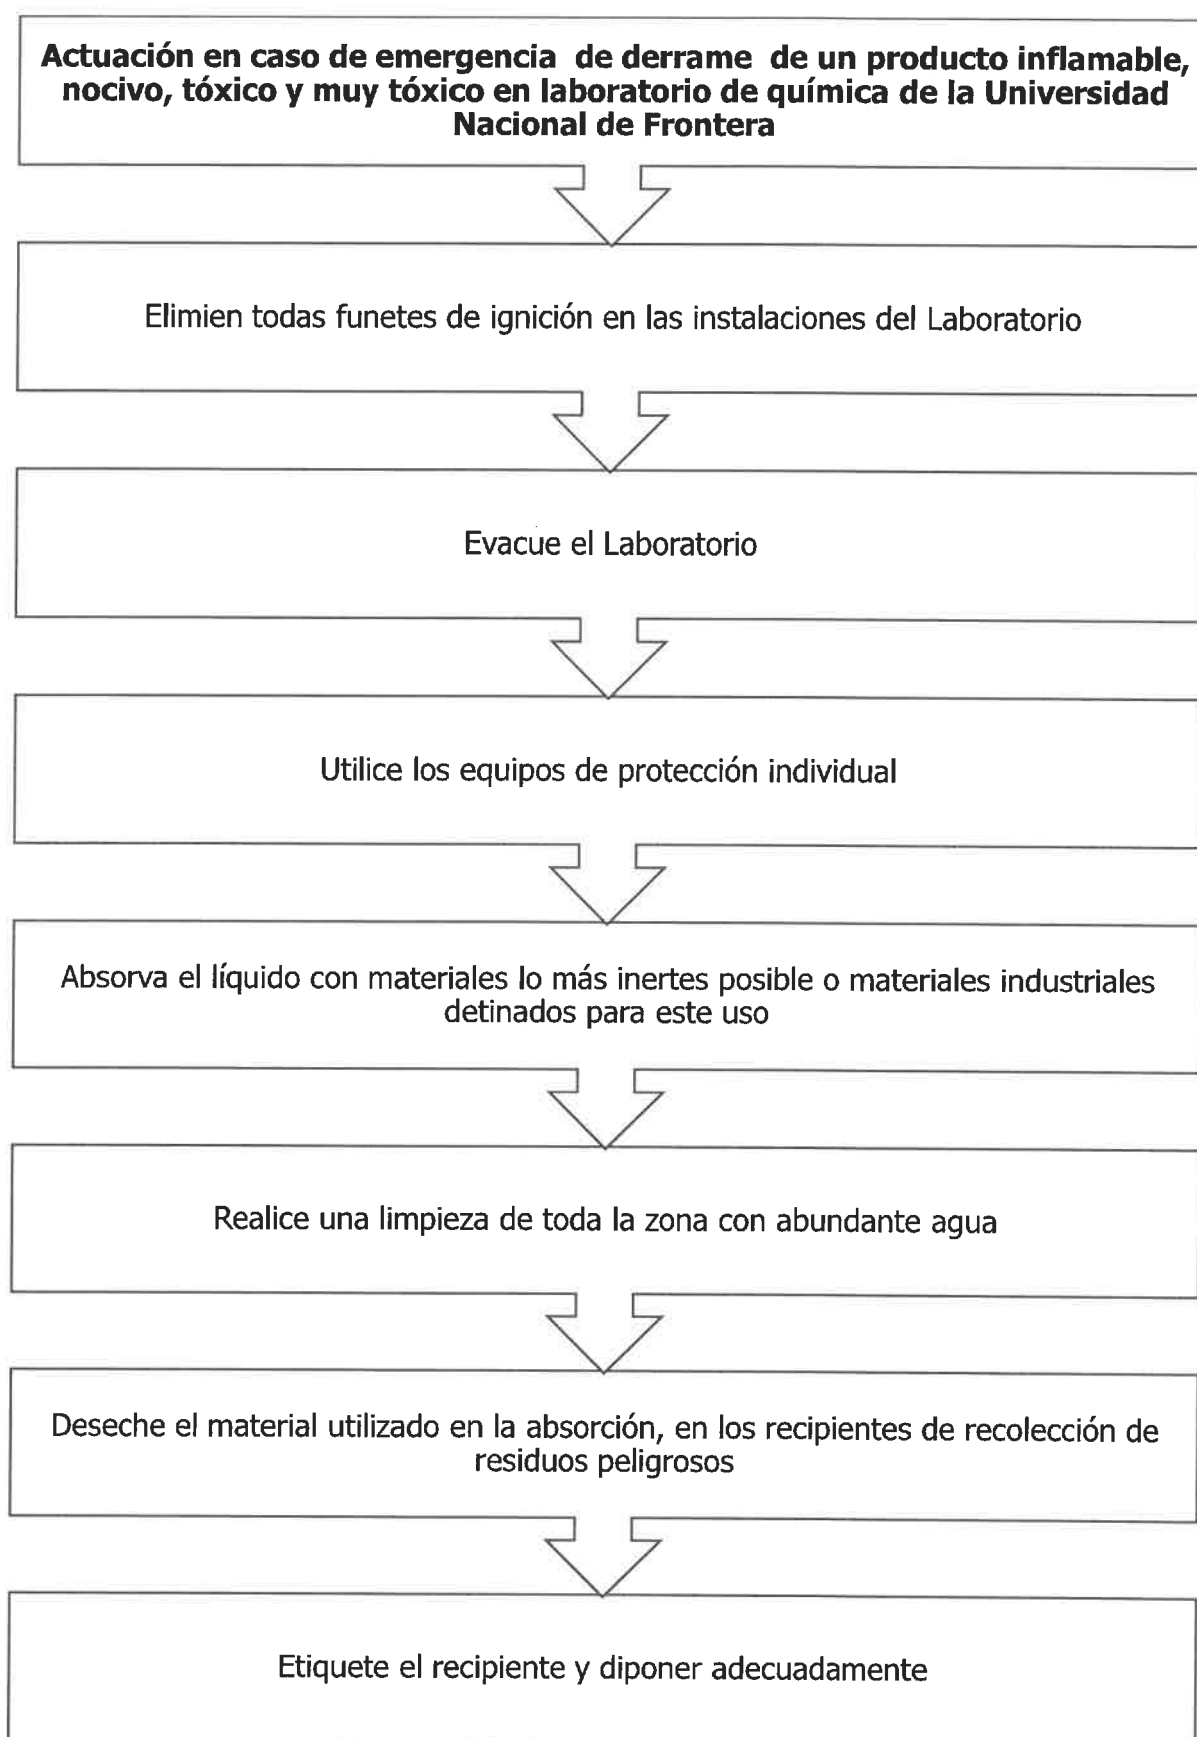 Actuación en caso de emergencia de derrame de un producto inflamable,
nocivo, tóxico y muy tóxico en laboratorio de química de la Universidad
Nacional de Frontera
Elimien todas funetes de ignición en las instalaciones del Laboratorio
Evacue el Laboratorio
Utilice los equipos de protección individual
Absorva el líquido con materiales lo más inertes posible o materiales industriales
detinados para este uso
Realice una limpieza de toda la zona con abundante agua
Deseche el material utilizado en la absorción, en los recipientes de recolección de
residuos peligrosos
Etiquete el recipiente y diponer adecuadamente